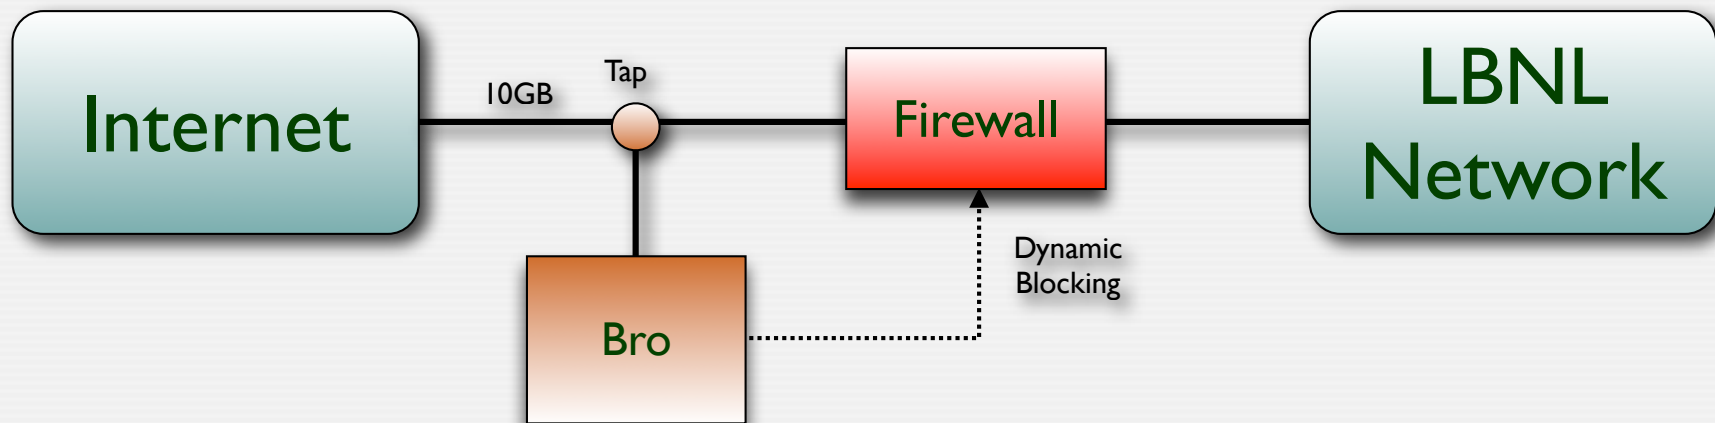 Internet
10GB
Tap
Firewall
LBNL
Network
Dynamic
Blocking
Bro